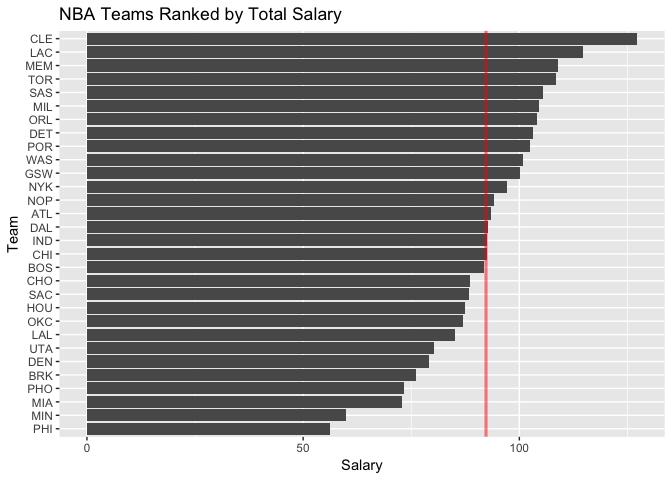 NBA Teams Ranked by Total Salary
CLE
LAC
MEM
TOR
SAS
MIL
ORL
DET
POR
WAS
GSW
NYK
NOP
ATL
DAL
IND
CHI
BOS
CHO
SAC
HOU
OKC
LAL
UTA
DEN
BRK
PHO
MIA
MIN
PHI
Team
0 50 100
Salary